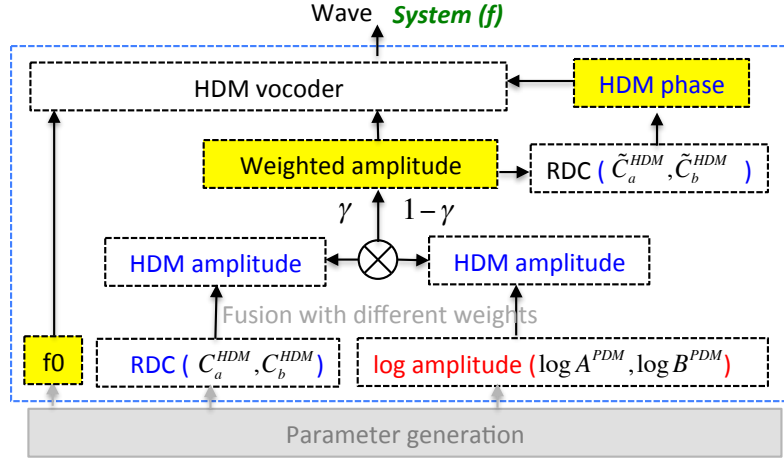 Wave System (f)
HDM vocoder
HDM phase
Weighted amplitude
RDC ( C̃_a^{HDM}, C̃_b^{HDM} )
γ 1−γ
HDM amplitude
HDM amplitude
Fusion with different weights
f0
RDC ( C_a^{HDM}, C_b^{HDM} )
log amplitude (log A^{PDM}, log B^{PDM} )
Parameter generation